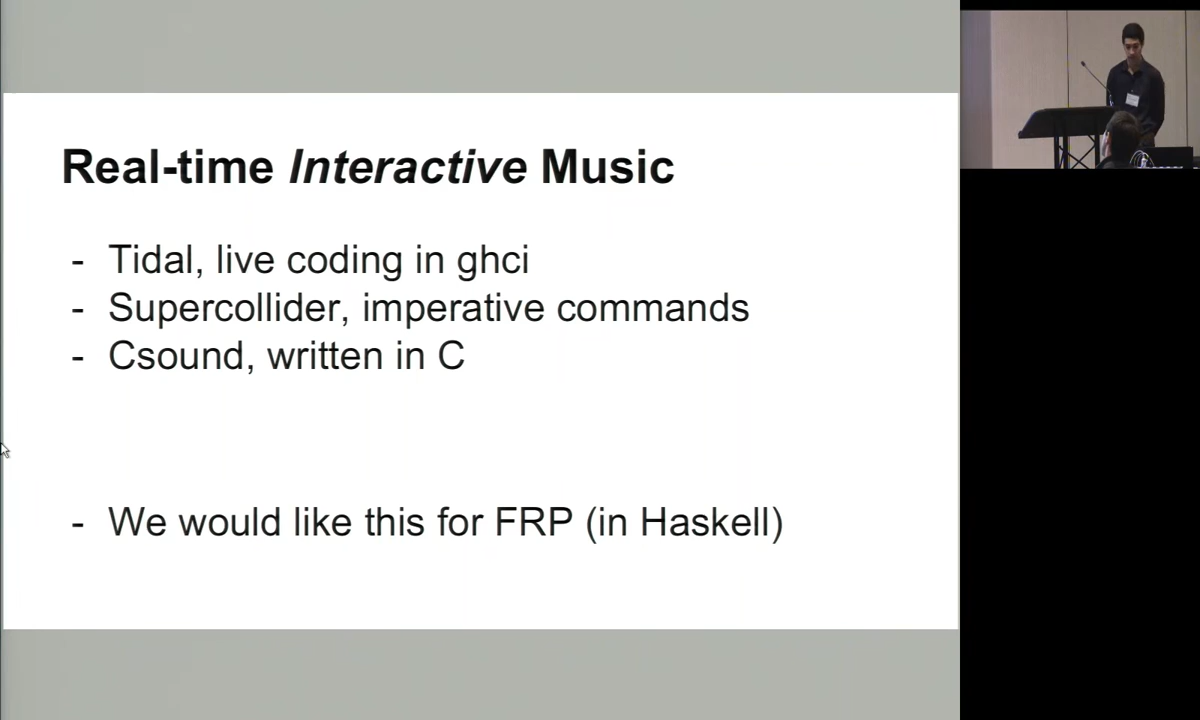 Real-time Interactive Music
- Tidal, live coding in ghci
- Supercollider, imperative commands
- Csound, written in C
- We would like this for FRP (in Haskell)